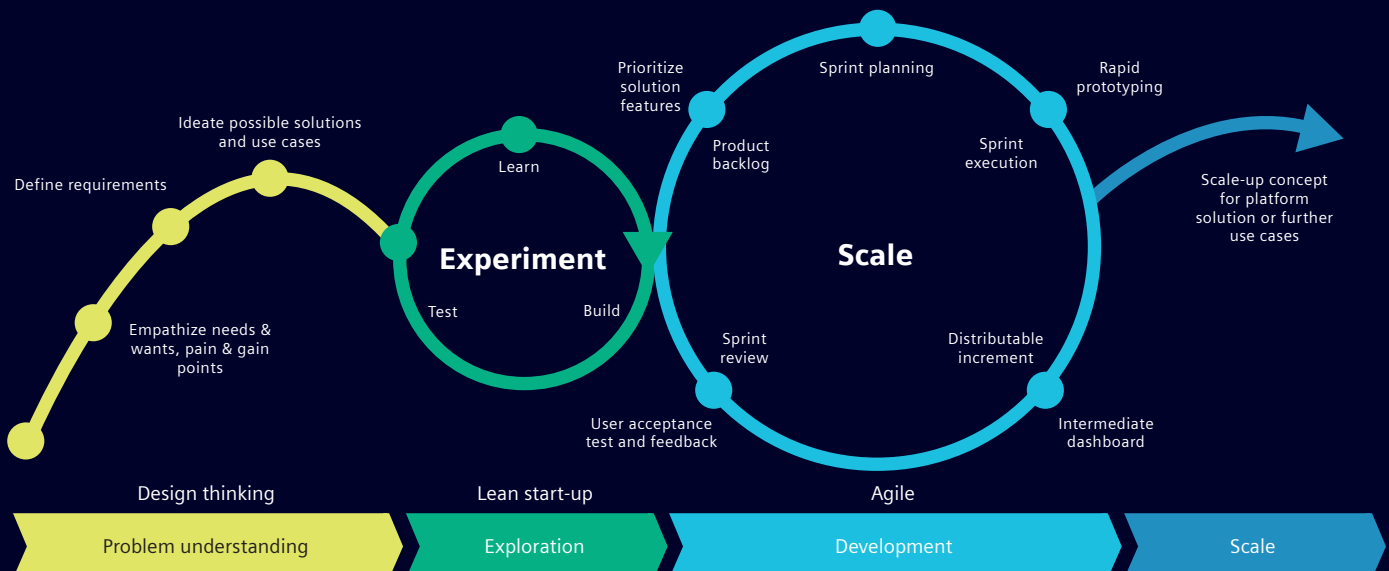 Define requirements
Ideate possible solutions
and use cases
Empathize needs &
wants, pain & gain
points
Learn
Experiment
Test
Build
Prioritize
solution
features
Product
backlog
Sprint planning
Rapid
prototyping
Sprint
execution
Scale
Sprint
review
Distributable
increment
User acceptance
test and feedback
Intermediate
dashboard
Scale-up concept
for platform
solution or further
use cases
Design thinking
Lean start-up
Agile
Problem understanding
Exploration
Development
Scale